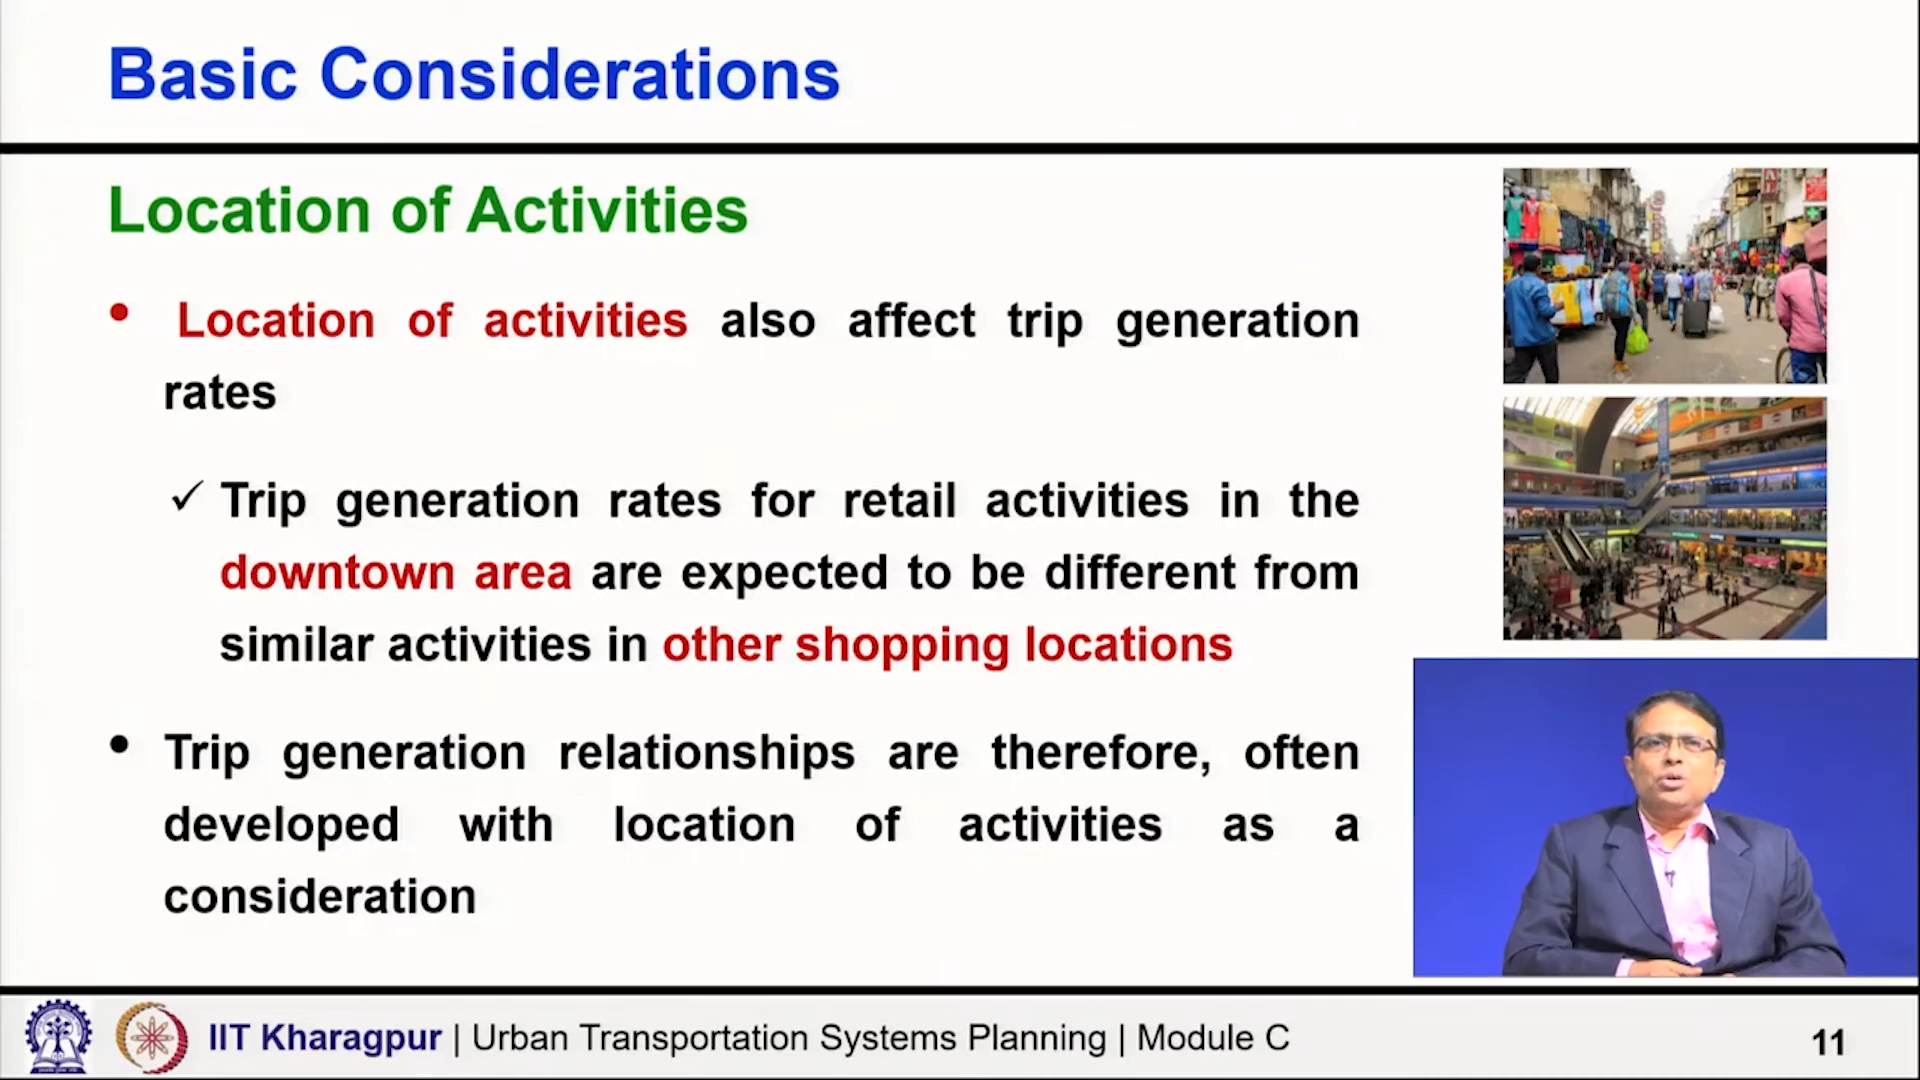 Basic Considerations
Location of Activities
• Location of activities also affect trip generation
rates
✓ Trip generation rates for retail activities in the
downtown area are expected to be different from
similar activities in other shopping locations
• Trip generation relationships are therefore, often
developed with location of activities as a
consideration
IIT Kharagpur | Urban Transportation Systems Planning | Module C
11